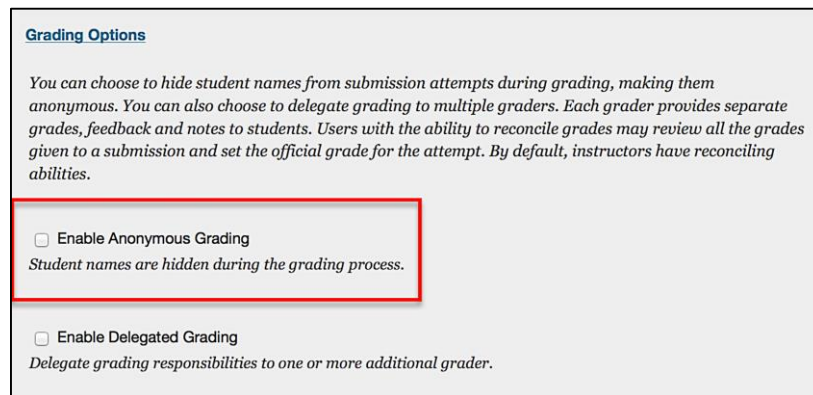 Grading Options
You can choose to hide student names from submission attempts during grading, making them
anonymous. You can also choose to delegate grading to multiple graders. Each grader provides separate
grades, feedback and notes to students. Users with the ability to reconcile grades may review all the grades
given to a submission and set the official grade for the attempt. By default, instructors have reconciling
abilities.
Enable Anonymous Grading
Student names are hidden during the grading process.
Enable Delegated Grading
Delegate grading responsibilities to one or more additional grader.